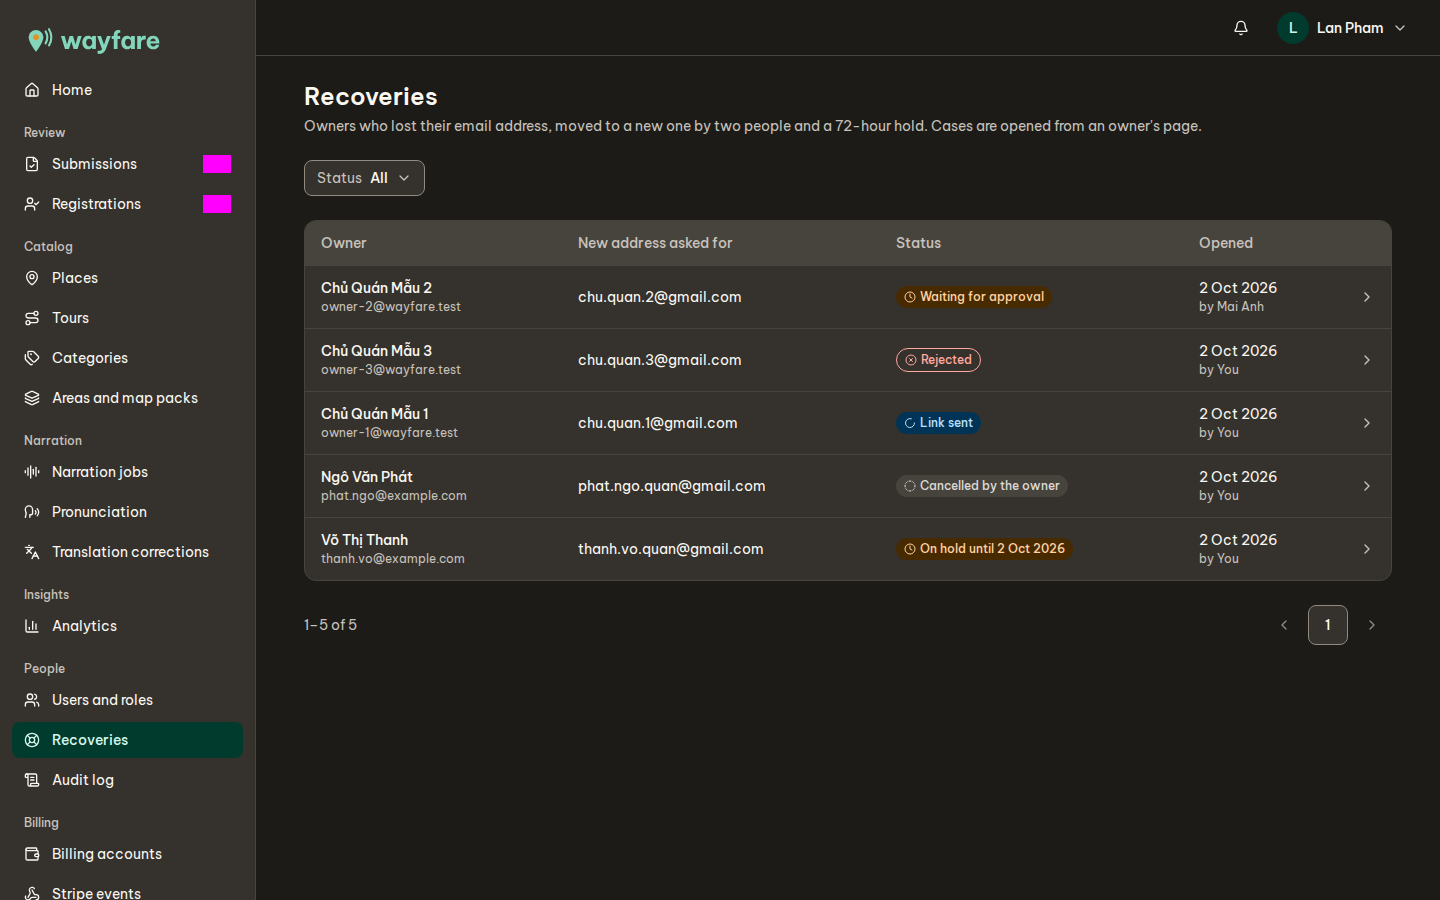 wayfare
Home
Review
Submissions
Registrations
Catalog
Places
Tours
Categories
Areas and map packs
Narration
Narration jobs
Pronunciation
Translation corrections
Insights
Analytics
People
Users and roles
Recoveries
Audit log
Billing
Billing accounts
Stripe events
L Lan Pham
Recoveries
Owners who lost their email address, moved to a new one by two people and a 72-hour hold. Cases are opened from an owner's page.
Status All
Owner New address asked for Status Opened
Chủ Quán Mẫu 2
owner-2@wayfare.test
chu.quan.2@gmail.com
Waiting for approval
2 Oct 2026
by Mai Anh
Chủ Quán Mẫu 3
owner-3@wayfare.test
chu.quan.3@gmail.com
Rejected
2 Oct 2026
by You
Chủ Quán Mẫu 1
owner-1@wayfare.test
chu.quan.1@gmail.com
Link sent
2 Oct 2026
by You
Ngô Văn Phát
phat.ngo@example.com
phat.ngo.quan@gmail.com
Cancelled by the owner
2 Oct 2026
by You
Võ Thị Thanh
thanh.vo@example.com
thanh.vo.quan@gmail.com
On hold until 2 Oct 2026
2 Oct 2026
by You
1–5 of 5
1